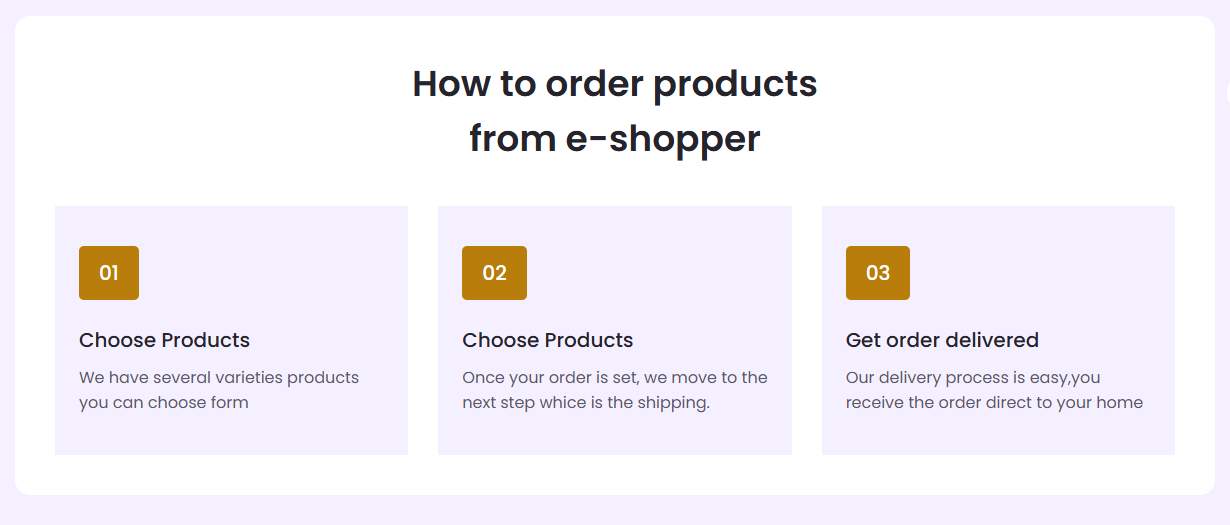 How to order products
from e-shopper
01
Choose Products
We have several varieties products
you can choose form
02
Choose Products
Once your order is set, we move to the
next step whice is the shipping.
03
Get order delivered
Our delivery process is easy,you
receive the order direct to your home